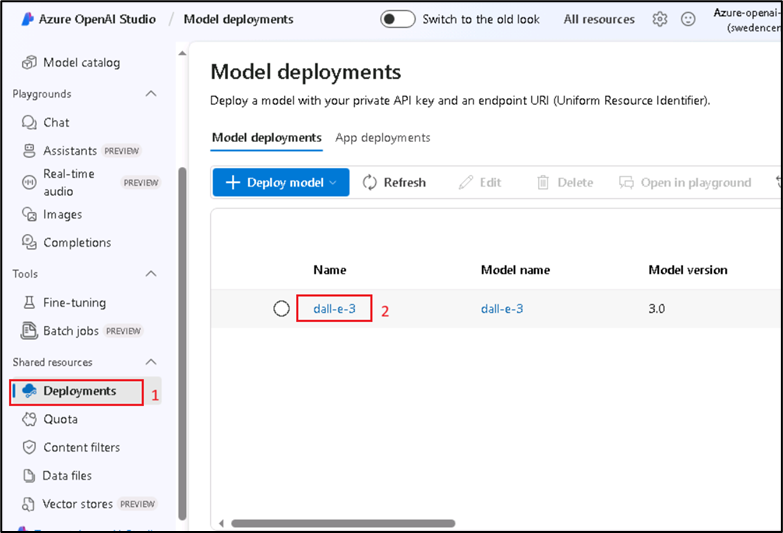 Azure OpenAI Studio / Model deployments
Switch to the old look
All resources
Azure-openai-
(swedencen
Model catalog
Playgrounds
Chat
Assistants PREVIEW
Real-time
audio PREVIEW
Images
Completions
Tools
Fine-tuning
Batch jobs PREVIEW
Shared resources
Deployments 1
Quota
Content filters
Data files
Vector stores PREVIEW
Model deployments
Deploy a model with your private API key and an endpoint URI (Uniform Resource Identifier).
Model deployments App deployments
+ Deploy model Refresh Edit Delete Open in playground
Name Model name Model version
dall-e-3 2 dall-e-3 3.0